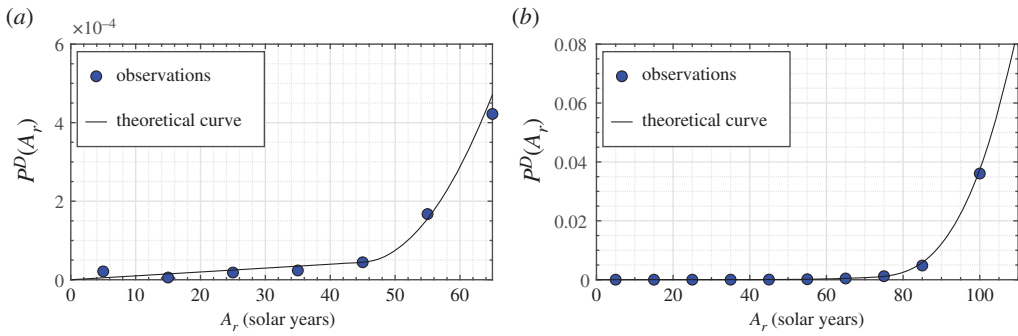 (a)
×10⁻⁴
6
4
2
0
P^D(A_r)
observations
theoretical curve
0 10 20 30 40 50 60
A_r (solar years)
(b)
0.08
0.06
0.04
0.02
0
P^D(A_r)
observations
theoretical curve
0 20 40 60 80 100
A_r (solar years)